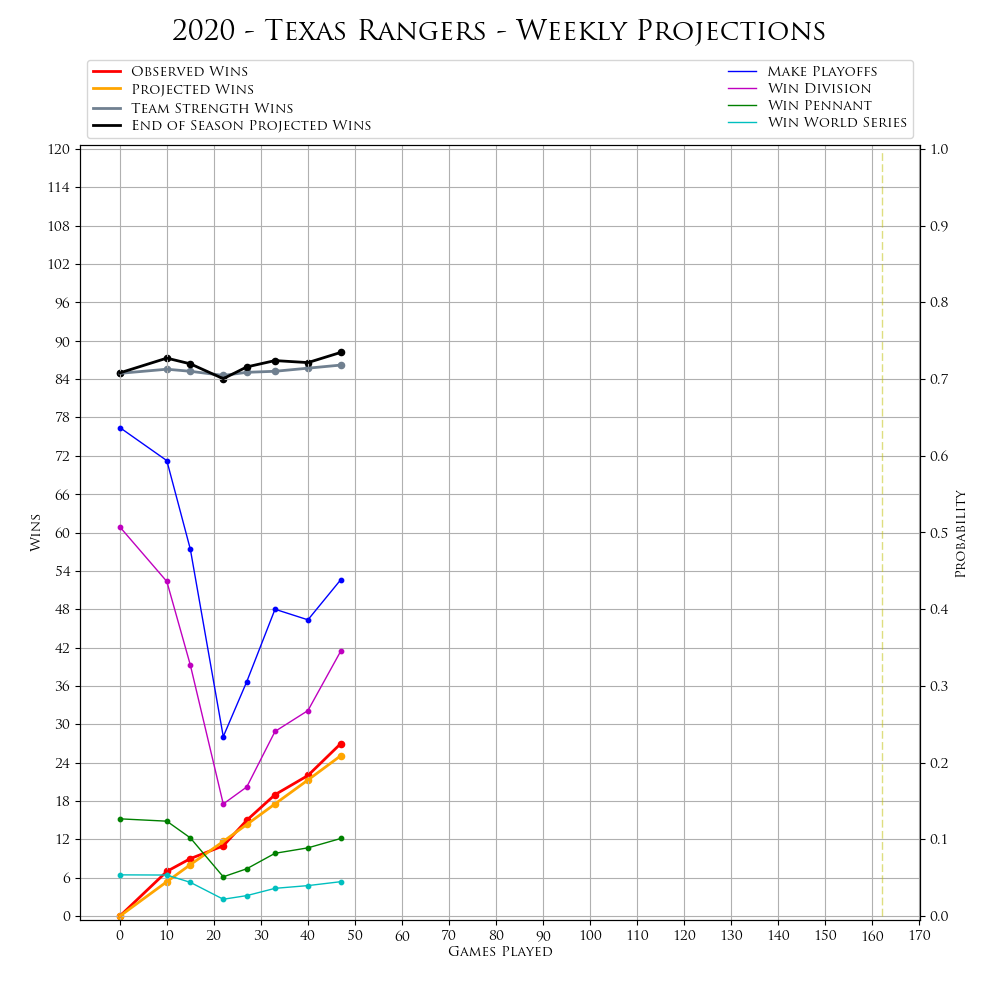 2020 - Texas Rangers - Weekly Projections
Observed Wins
Projected Wins
Team Strength Wins
End of Season Projected Wins
Make Playoffs
Win Division
Win Pennant
Win World Series
120
114
108
102
96
90
84
78
72
66
60
54
48
42
36
30
24
18
12
6
0
Wins
1.0
0.9
0.8
0.7
0.6
0.5
0.4
0.3
0.2
0.1
0.0
Probability
0 10 20 30 40 50 60 70 80 90 100 110 120 130 140 150 160 170
Games Played